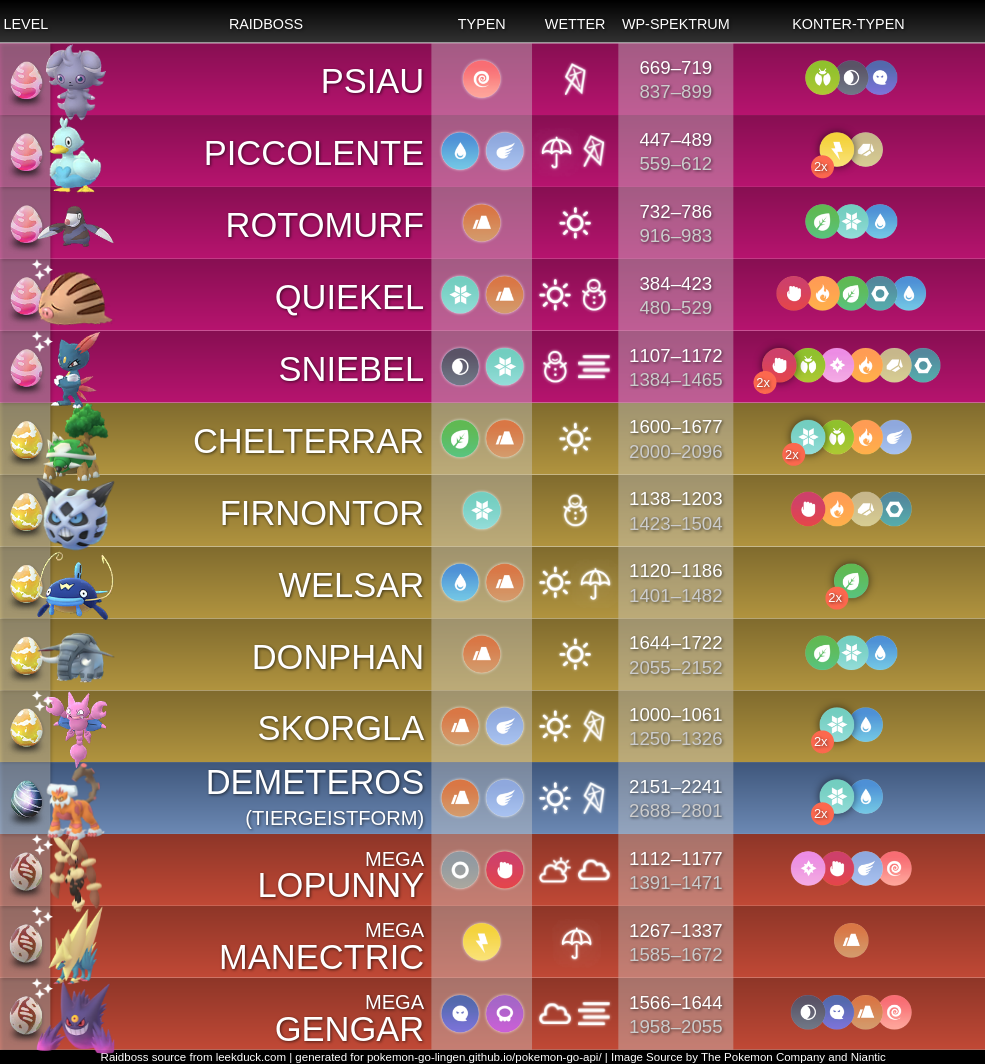 LEVEL RAIDBOSS TYPEN WETTER WP-SPEKTRUM KONTER-TYPEN
PSIAU 669–719
837–899
PICCOLENTE 447–489
559–612
2x
ROTOMURF 732–786
916–983
QUIEKEL 384–423
480–529
SNIEBEL 1107–1172
1384–1465
2x
CHELTERRAR 1600–1677
2000–2096
2x
FIRNONTOR 1138–1203
1423–1504
WELSAR 1120–1186
1401–1482
2x
DONPHAN 1644–1722
2055–2152
SKORGLA 1000–1061
1250–1326
2x
DEMETEROS 2151–2241
(TIERGEISTFORM) 2688–2801
2x
MEGA 1112–1177
LOPUNNY 1391–1471
MEGA 1267–1337
MANECTRIC 1585–1672
MEGA 1566–1644
GENGAR 1958–2055
Raidboss source from leekduck.com | generated for pokemon-go-lingen.github.io/pokemon-go-api/ | Image Source by The Pokemon Company and Niantic